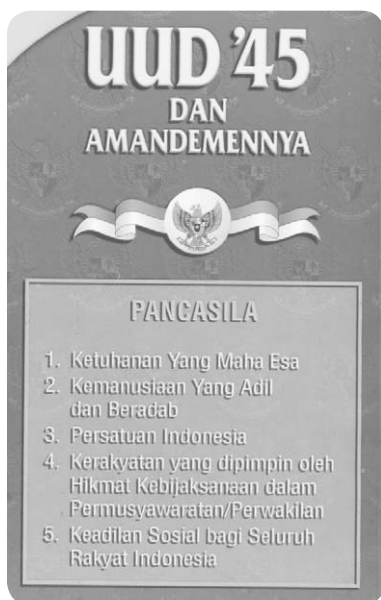 UUD '45
DAN
AMANDEMENNYA
PANCASILA
1. Ketuhanan Yang Maha Esa
2. Kemanusiaan Yang Adil
dan Beradab
3. Persatuan Indonesia
4. Kerakyatan yang dipimpin oleh
Hikmat Kebijaksanaan dalam
Permusyawaratan/Perwakilan
5. Keadilan Sosial bagi Seluruh
Rakyat Indonesia